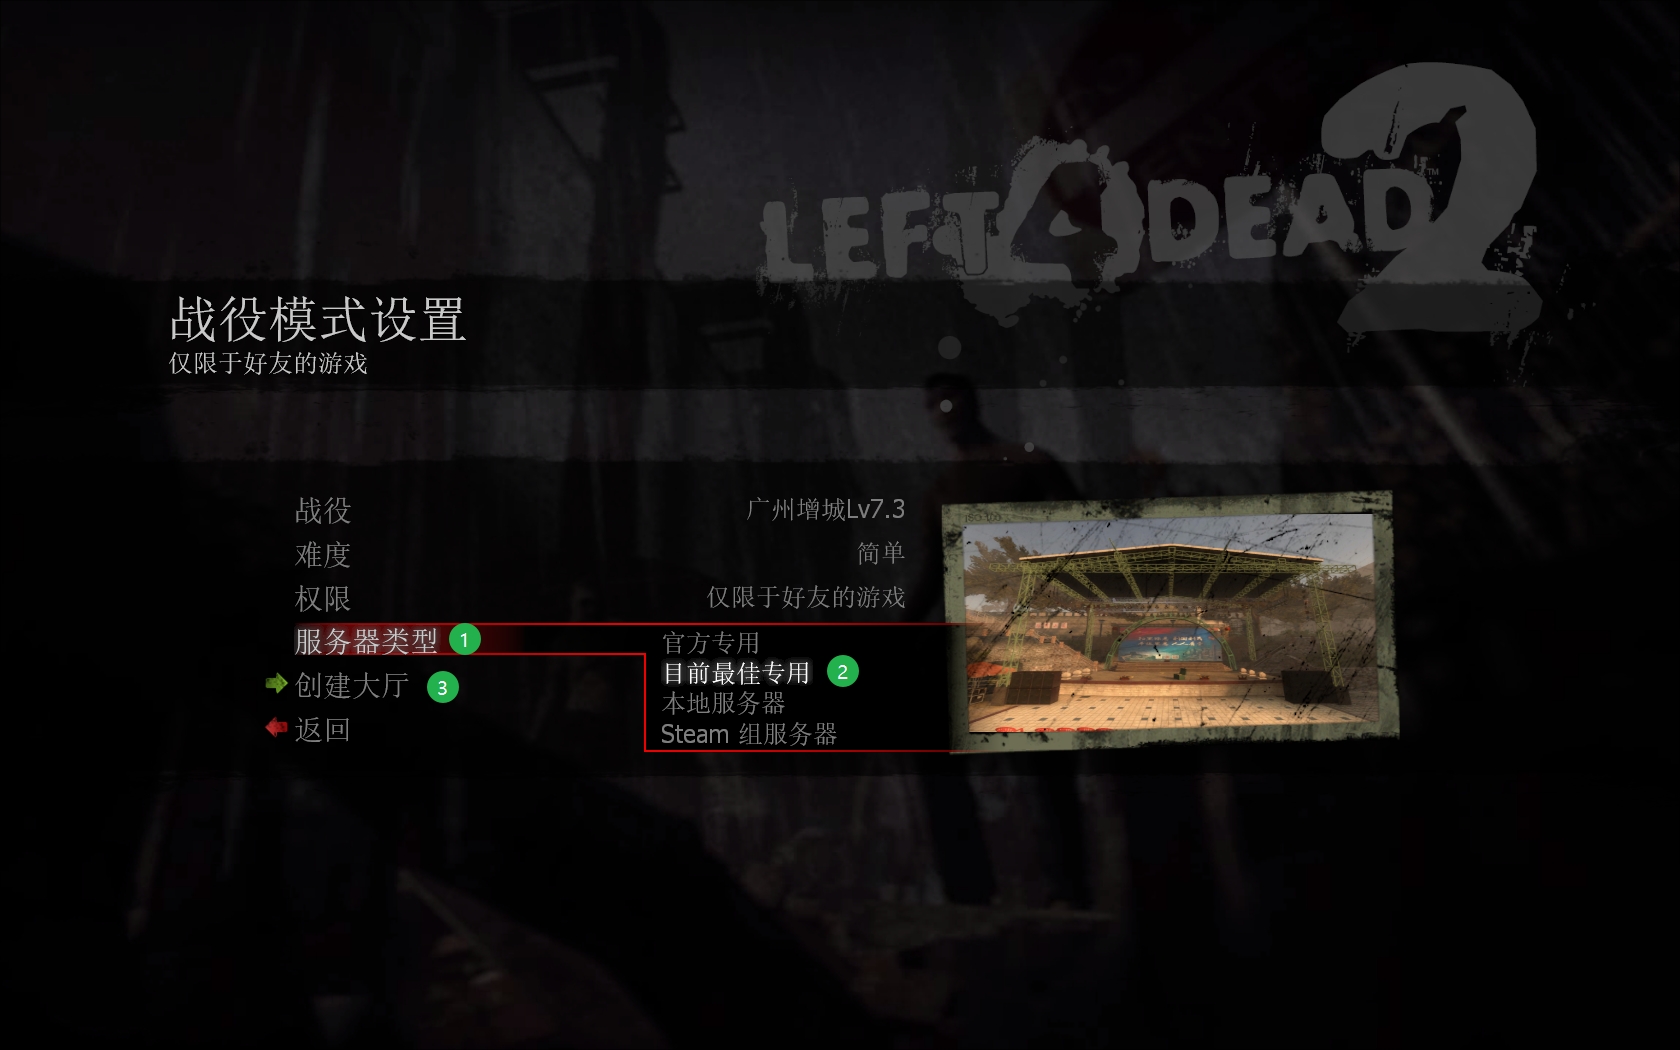 LEFT 4 DEAD 2™
战役模式设置
仅限于好友的游戏
战役 广州增城Lv7.3
难度 简单
权限 仅限于好友的游戏
服务器类型 1
官方专用
目前最佳专用 2
本地服务器
Steam 组服务器
创建大厅 3
返回